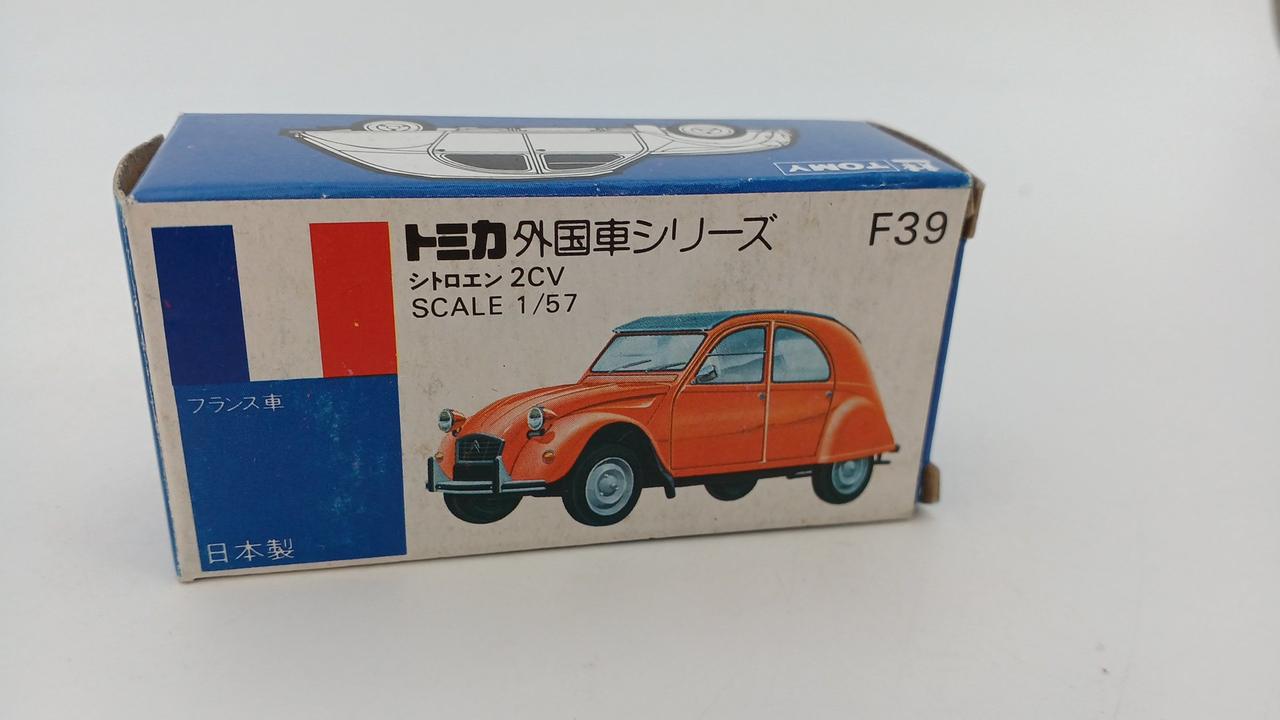 TOMY
トミカ 外国車シリーズ F39
シトロエン 2CV
SCALE 1/57
フランス車
日本製